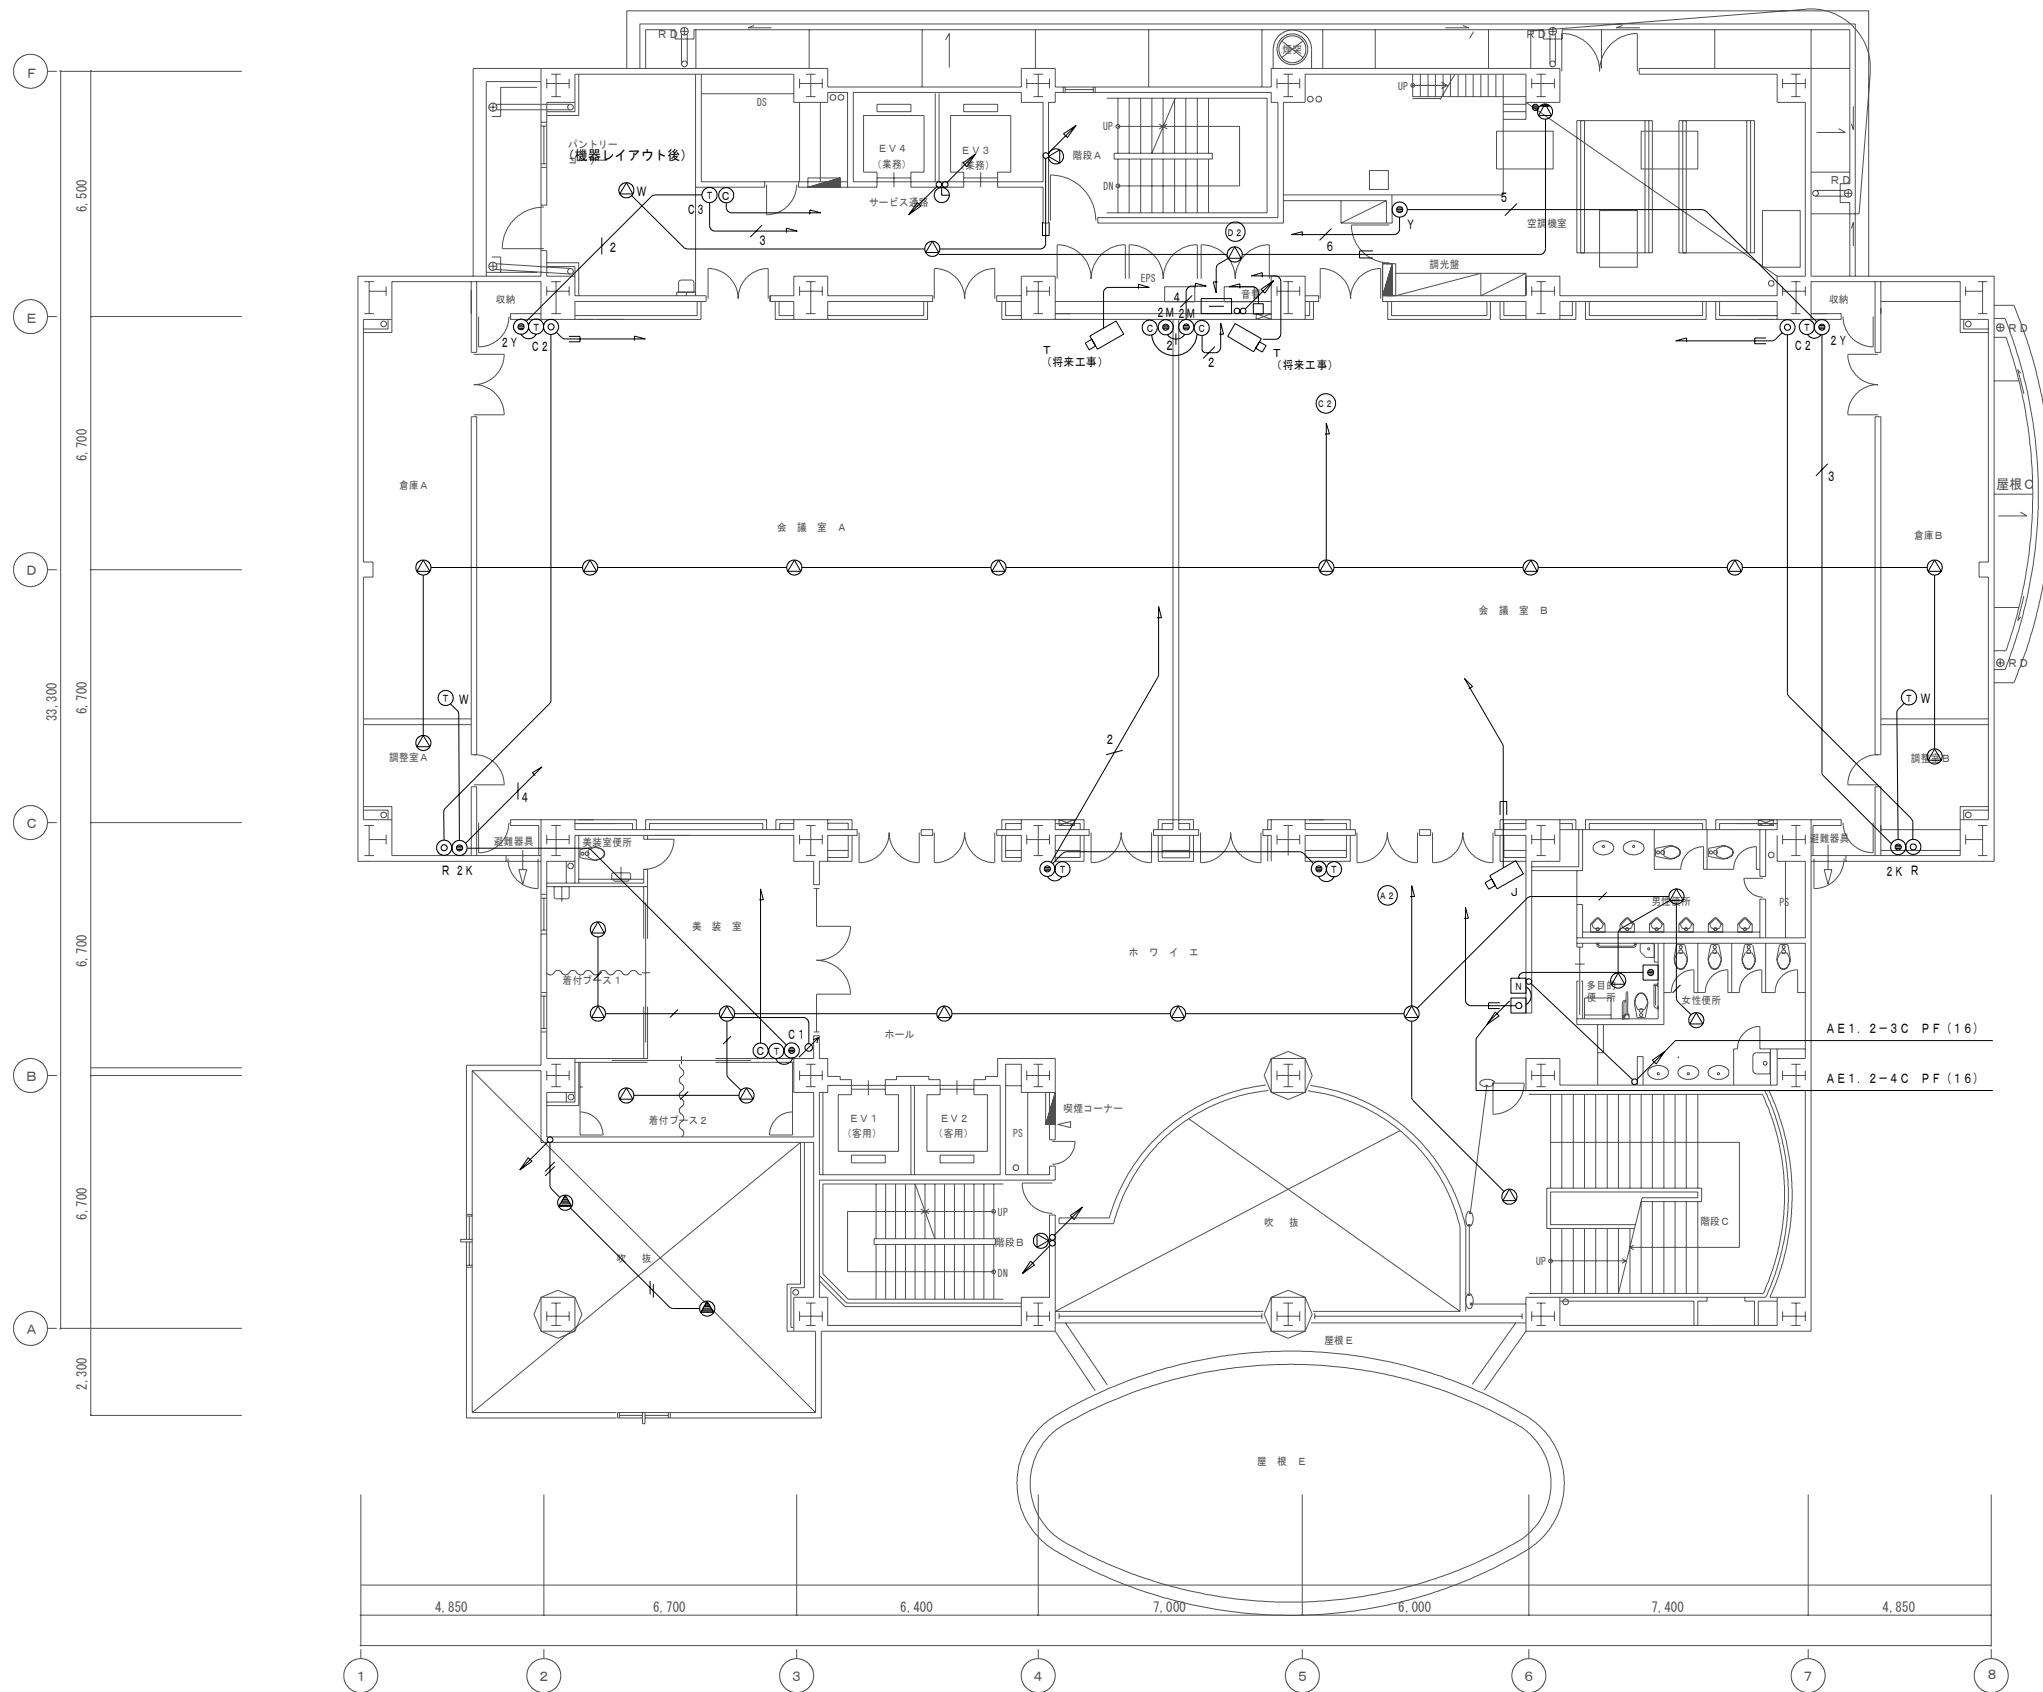 RD
RD
煙突
F
DS
UP
パントリー
(機器レイアウト後)
EV4
(業務)
EV3
(業務)
UP
階段A
DN
RD
6,500
W
T
C
C3
サービス通路
5
空調機室
2
3
D2
6
Y
EPS
調光盤
収納
4
音響
収納
E
2M
2M
T
C
C
T
RD
2Y
C2
2
2
C2
2Y
T
(将来工事)
T
(将来工事)
C2
6,700
3
倉庫A
屋根C
会 議 室 A
倉庫B
D
会 議 室 B
RD
33,300
6,700
T
W
T
W
2
調整室A
調整室B
4
C
避難器具
美装室便所
避難器具
R
2K
T
T
2K
R
J
A2
男性便所
PS
美 装 室
6,700
ホ ワ イ エ
着付ブース1
N
多目的
便 所
女性便所
C1
ホール
C
T
AE1.2-3C PF(16)
B
AE1.2-4C PF(16)
着付ブース2
EV1
(客用)
EV2
(客用)
PS
喫煙コーナー
6,700
UP
吹 抜
階段C
階段B
吹 抜
UP
DN
A
屋根E
2,300
屋 根 E
4,850
6,700
6,400
7,000
6,000
7,400
4,850
1
2
3
4
5
6
7
8